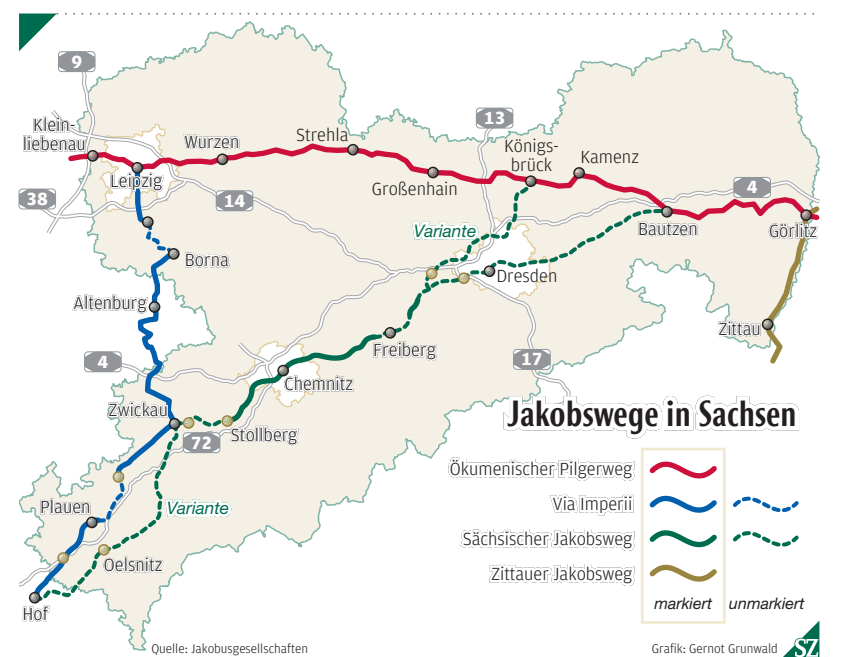 9
13
Klein-
liebenau
Wurzen
Strehla
Königs-
brück
Kamenz
Leipzig
Großenhain
38
14
4
Variante
Bautzen
Görlitz
Borna
Dresden
Altenburg
Zittau
Freiberg
4
17
Chemnitz
Zwickau
Stollberg
72
Jakobswege in Sachsen
Ökumenischer Pilgerweg
Via Imperii
Sächsischer Jakobsweg
Zittauer Jakobsweg
markiert unmarkiert
Plauen
Variante
Oelsnitz
Hof
Quelle: Jakobusgesellschaften
Grafik: Gernot Grunwald
SZ